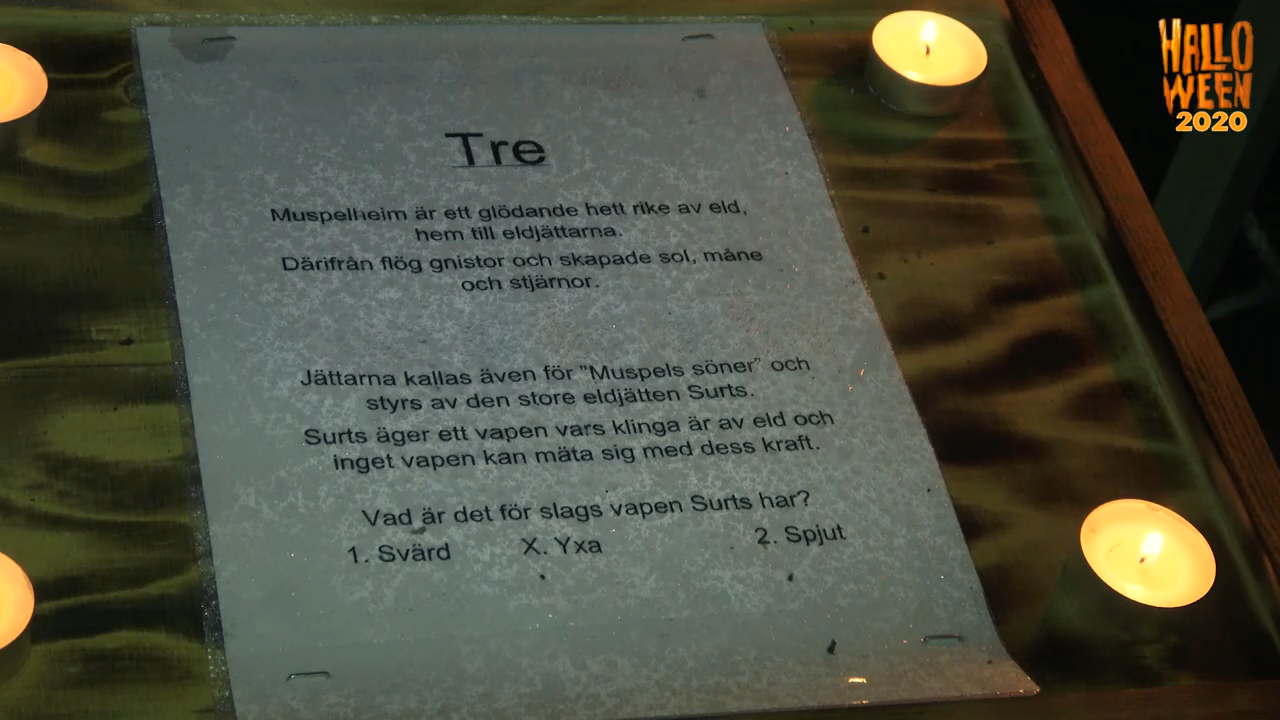 HALLO
WEEN
2020
Tre
Muspelheim är ett glödande hett rike av eld,
hem till eldjättarna.
Därifrån flög gnistor och skapade sol, måne
och stjärnor.
Jättarna kallas även för "Muspels söner" och
styrs av den store eldjätten Surts.
Surts äger ett vapen vars klinga är av eld och
inget vapen kan mäta sig med dess kraft.
Vad är det för slags vapen Surts har?
1. Svärd X. Yxa 2. Spjut